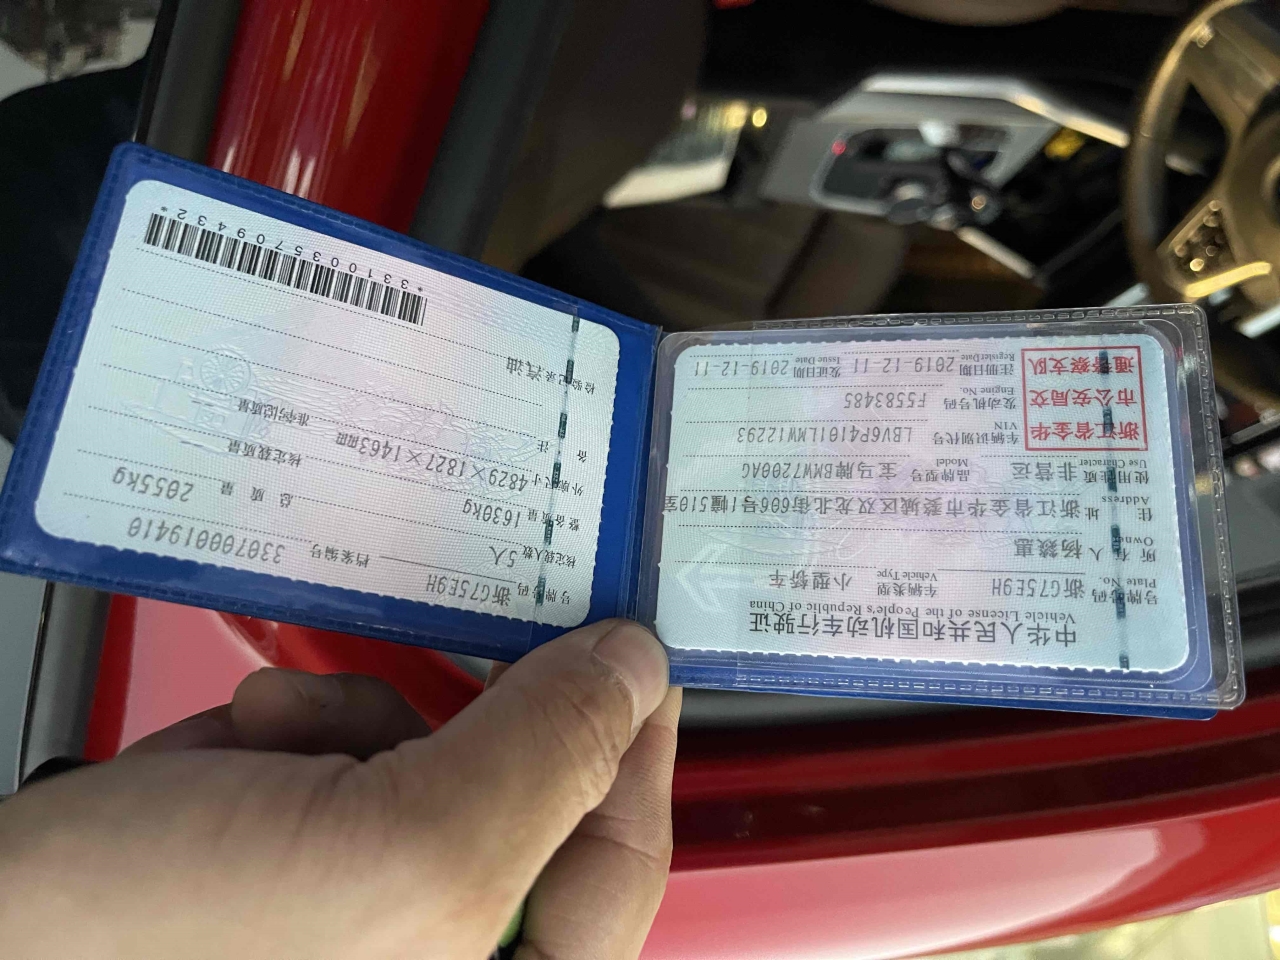 中华人民共和国机动车行驶证
Vehicle License of the People's Republic of China
号牌号码 浙G75E9H 车辆类型 小型轿车
Plate No. Vehicle Type
所有人 杨燚惠
Owner
住址 浙江省金华市婺城区双龙北街606号1幢510室
Address
使用性质 非营运 品牌型号 宝马牌BMW7200AG
Use Character Model
浙江省金华
市公安局交
通警察支队
车辆识别代号 LBV6P4101LMW12293
VIN
发动机号码 F5583485
Engine No.
注册日期 2019-12-11 发证日期 2019-12-11
Register Date Issue Date
号牌号码 浙G75E9H 档案编号 330700019410
核定载人数 5人 总质量 2055kg
整备质量 1630kg 核定载质量
外廓尺寸 4829×1827×1463mm 准牵引总质量
备注
检验记录 汽油
*3310035709432*